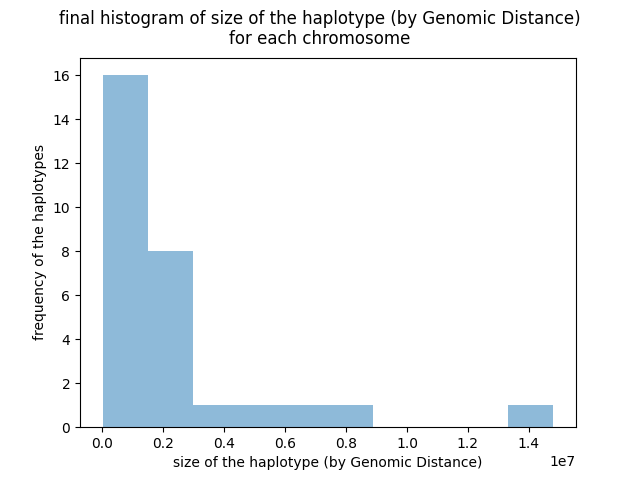 final histogram of size of the haplotype (by Genomic Distance)
for each chromosome
frequency of the haplotypes
16
14
12
10
8
6
4
2
0
0.0 0.2 0.4 0.6 0.8 1.0 1.2 1.4
1e7
size of the haplotype (by Genomic Distance)